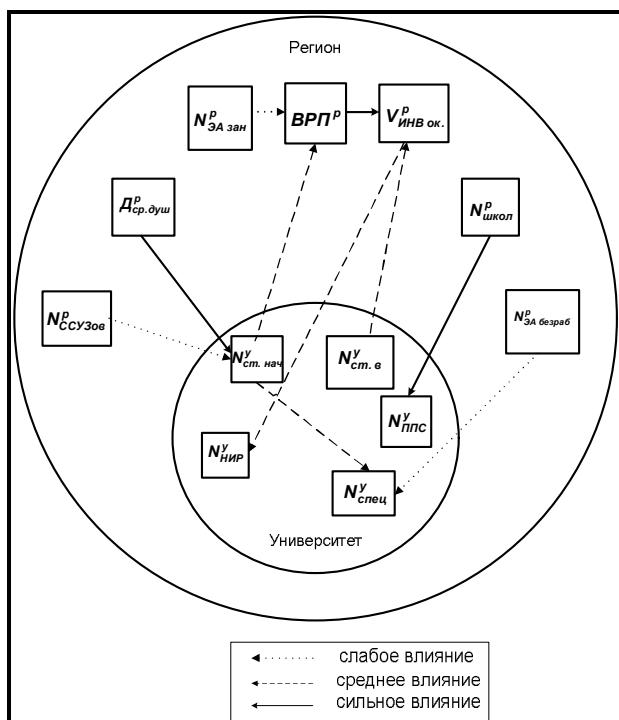 Регион
N^р_ЭА зан
ВРП^р
V^р_ИНВ ок.
Д^р_ср.душ
N^р_школ
N^р_ССУЗов
N^р_ЭА безраб
N^у_ст. нач
N^у_ст. в
N^у_ППС
N^у_НИР
N^у_спец
Университет
слабое влияние
среднее влияние
сильное влияние